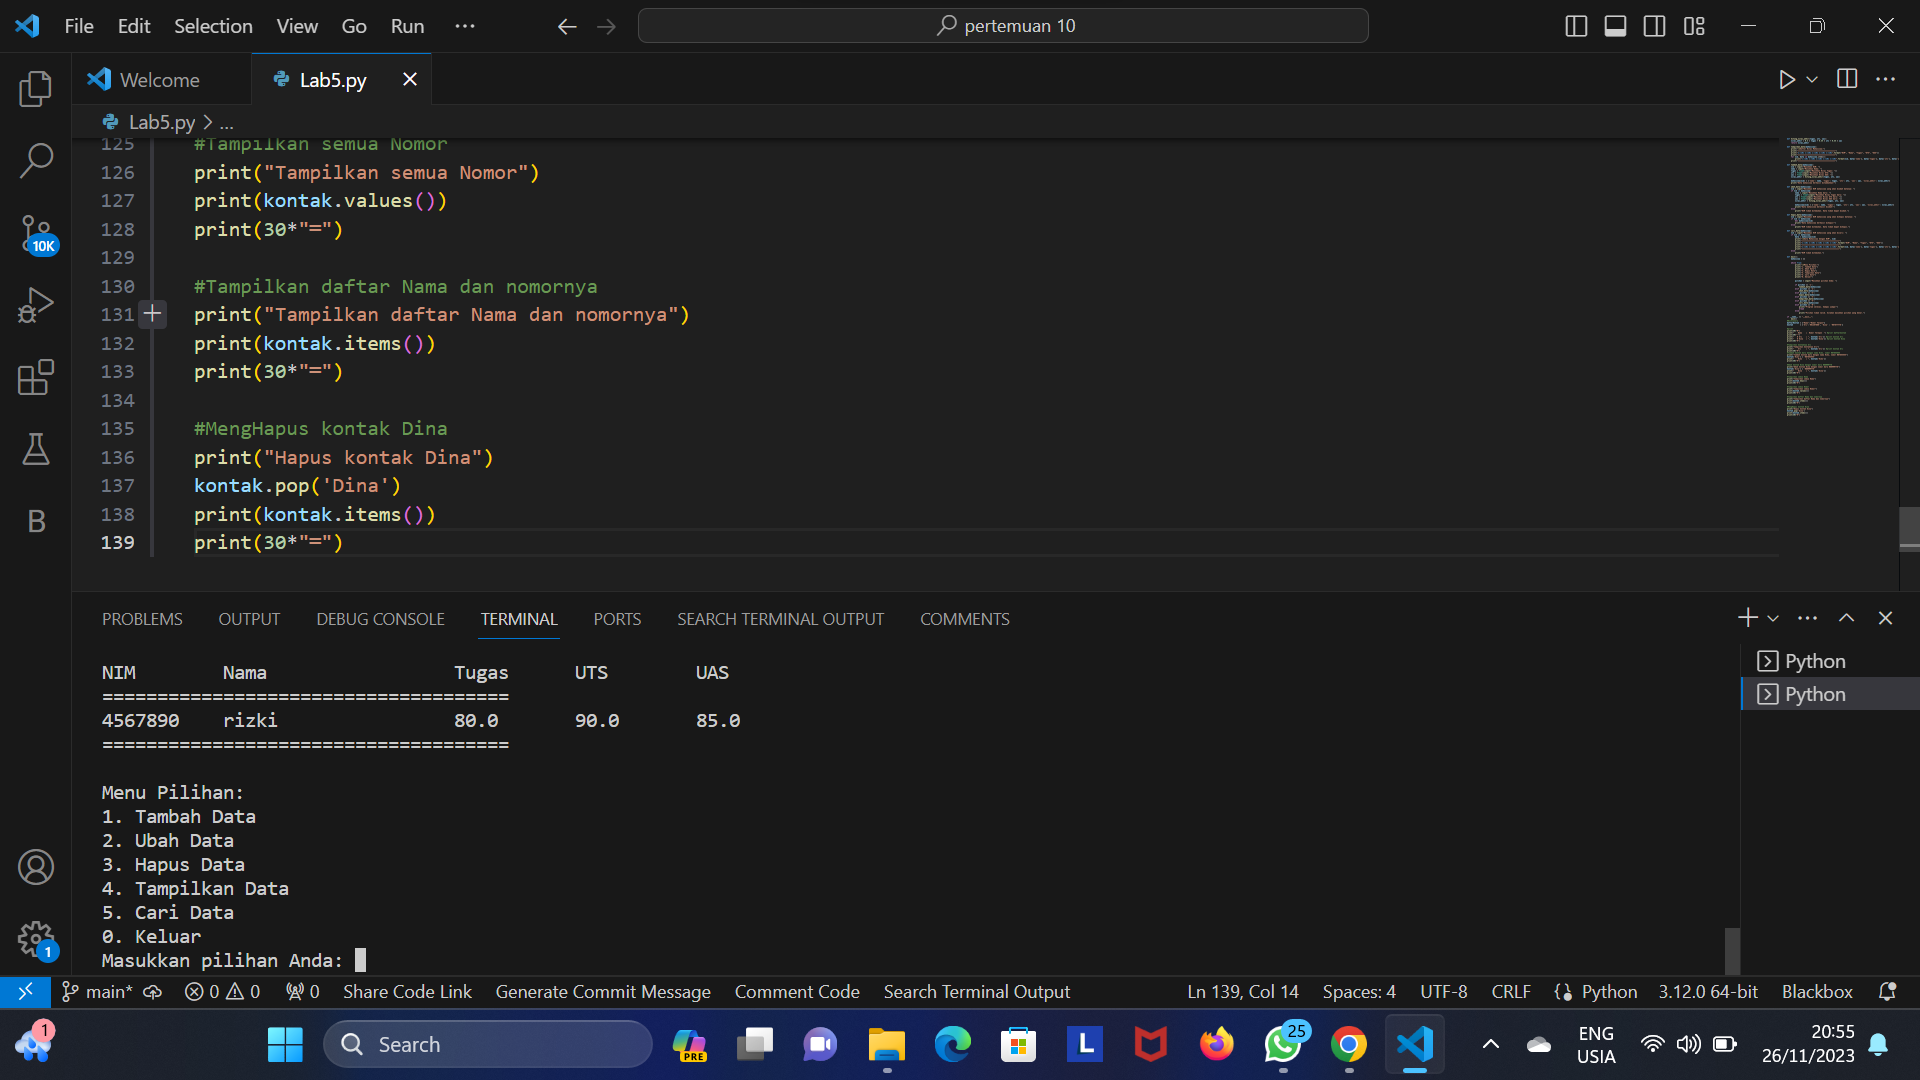 File Edit Selection View Go Run ···
pertemuan 10
Welcome
Lab5.py
Lab5.py > ...
125 #Tampilkan semua Nomor
126 print("Tampilkan semua Nomor")
127 print(kontak.values())
128 print(30*"=")
129
130 #Tampilkan daftar Nama dan nomornya
131 print("Tampilkan daftar Nama dan nomornya")
132 print(kontak.items())
133 print(30*"=")
134
135 #MengHapus kontak Dina
136 print("Hapus kontak Dina")
137 kontak.pop('Dina')
138 print(kontak.items())
139 print(30*"=")
10K
B
1
PROBLEMS OUTPUT DEBUG CONSOLE TERMINAL PORTS SEARCH TERMINAL OUTPUT COMMENTS
Python
Python
NIM Nama Tugas UTS UAS
=====================================
4567890 rizki 80.0 90.0 85.0
=====================================
Menu Pilihan:
1. Tambah Data
2. Ubah Data
3. Hapus Data
4. Tampilkan Data
5. Cari Data
0. Keluar
Masukkan pilihan Anda:
main* 0 0 0 Share Code Link Generate Commit Message Comment Code Search Terminal Output Ln 139, Col 14 Spaces: 4 UTF-8 CRLF Python 3.12.0 64-bit Blackbox
1
Search
PRE
L
25
ENG
USIA
20:55
26/11/2023